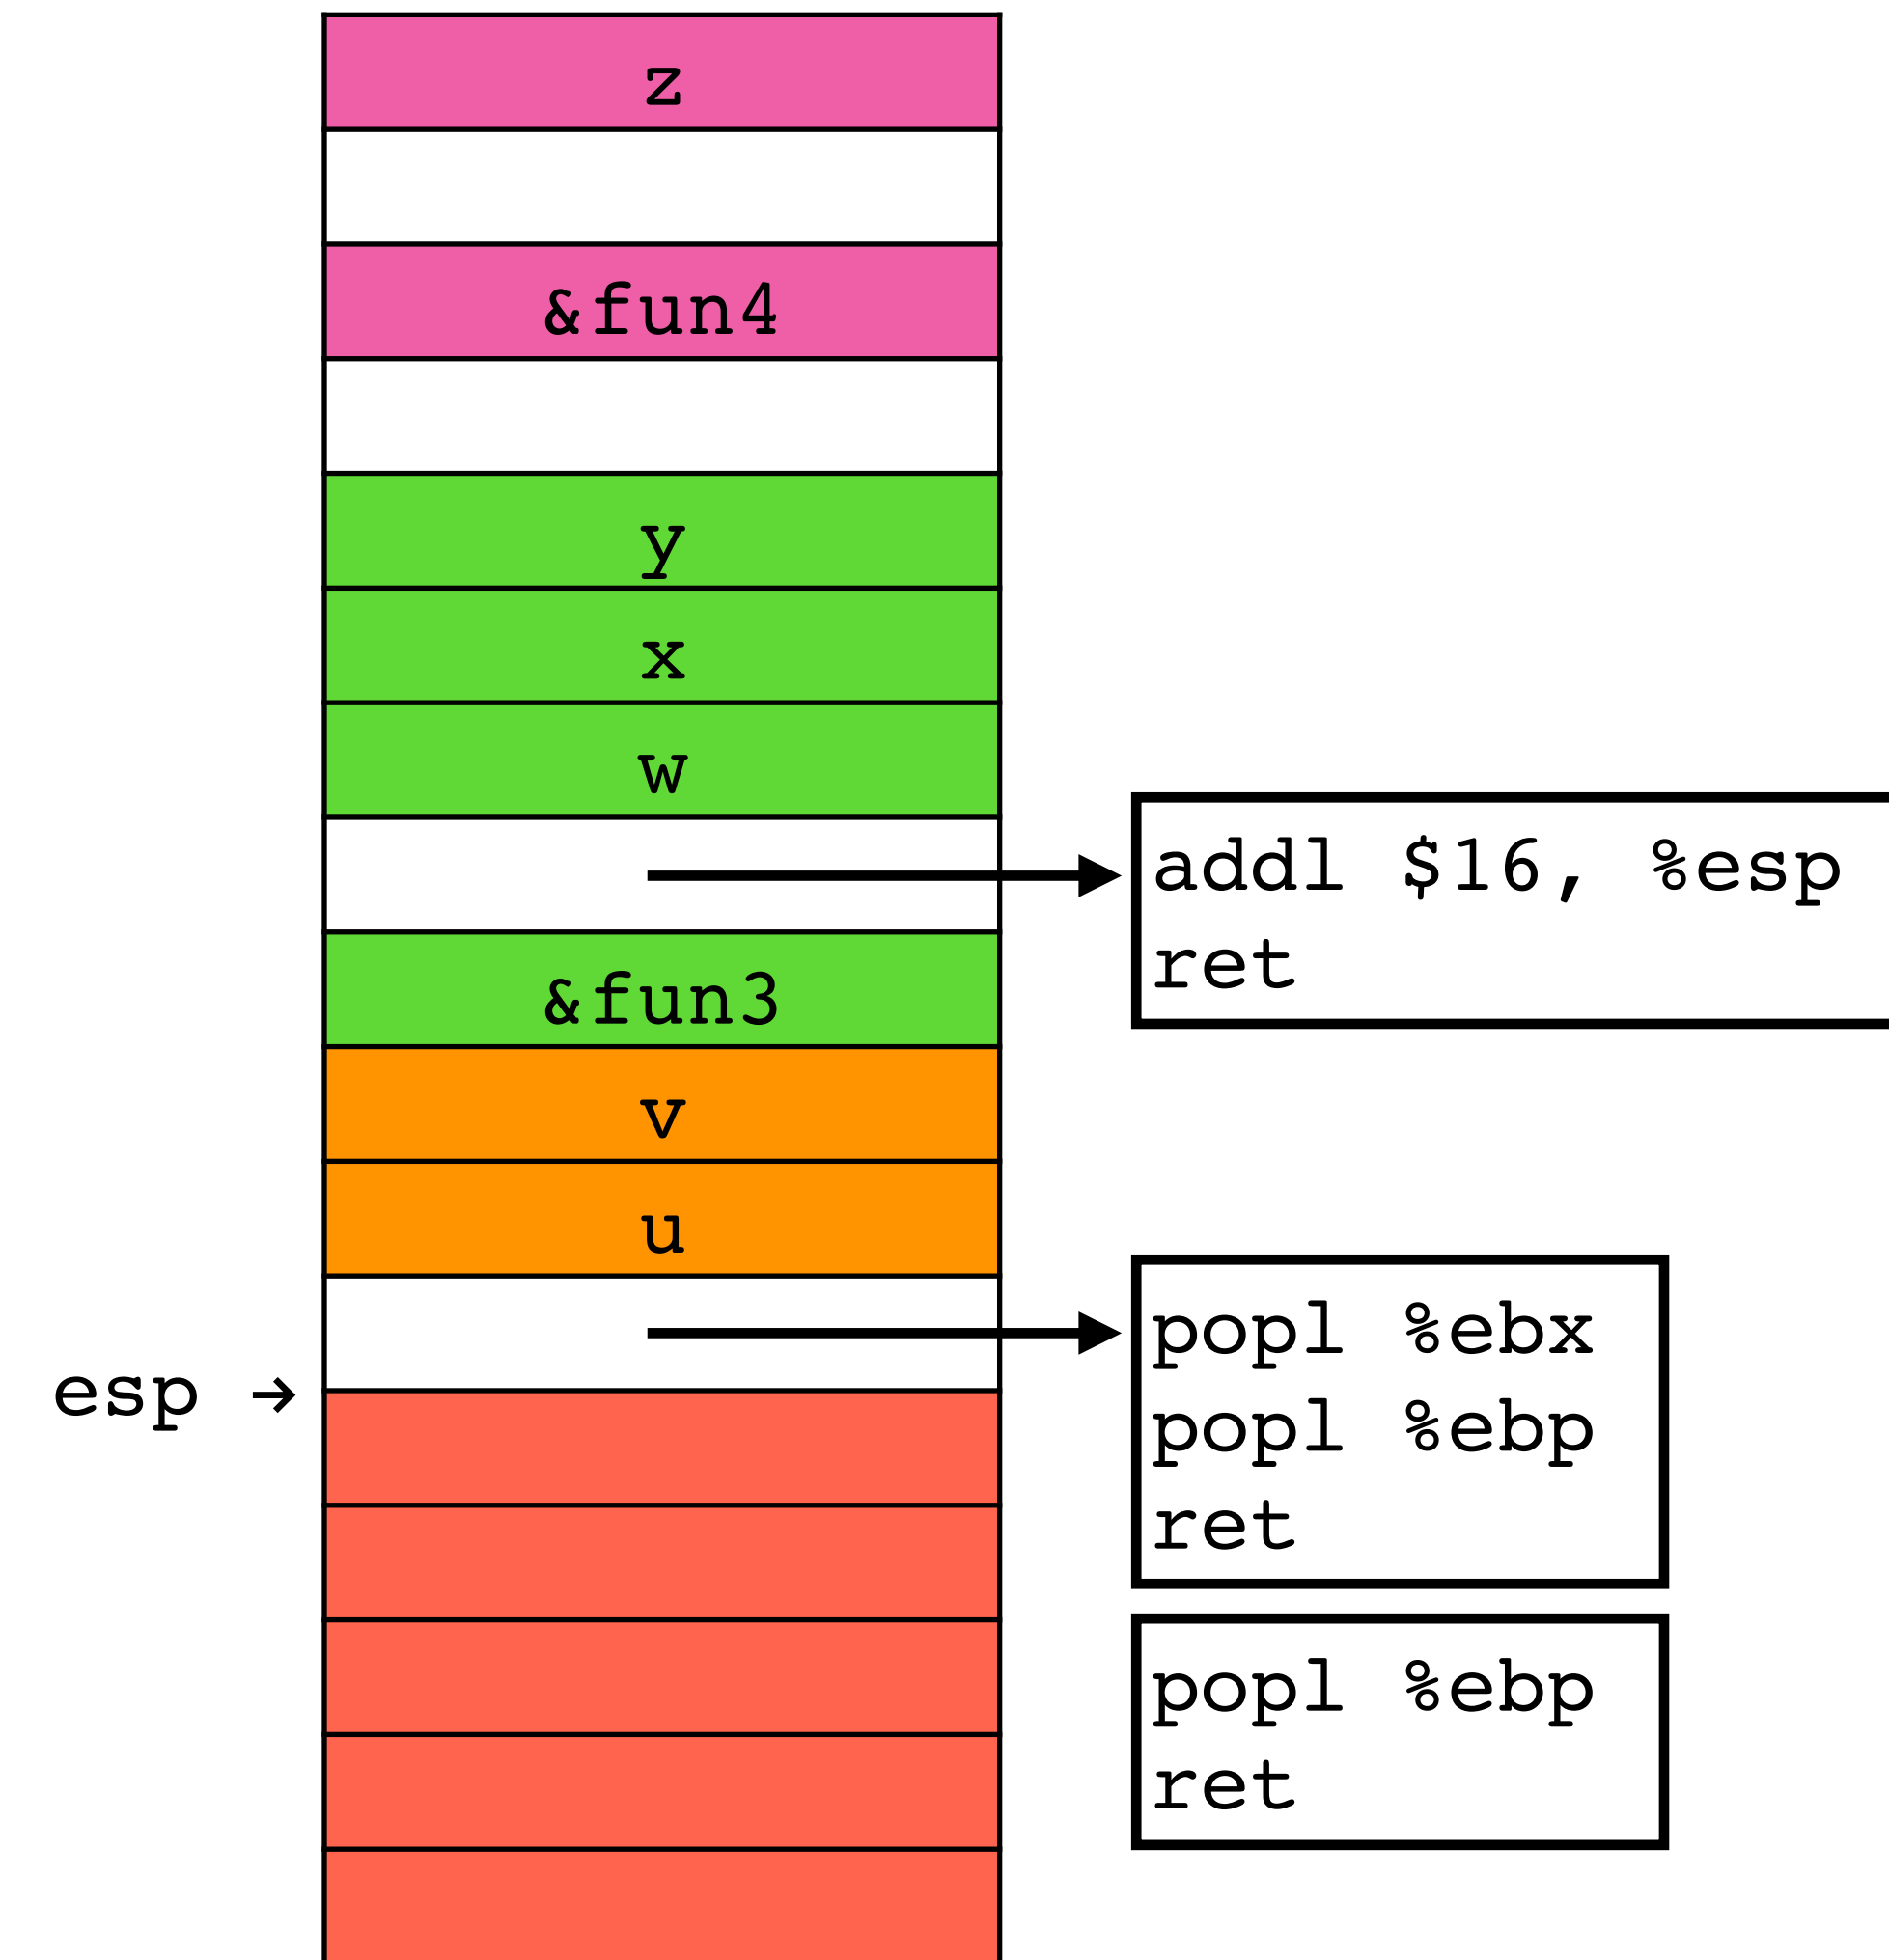 z
&fun4
y
x
w
addl $16, %esp
ret
&fun3
v
u
popl %ebx
esp →
popl %ebp
ret
popl %ebp
ret